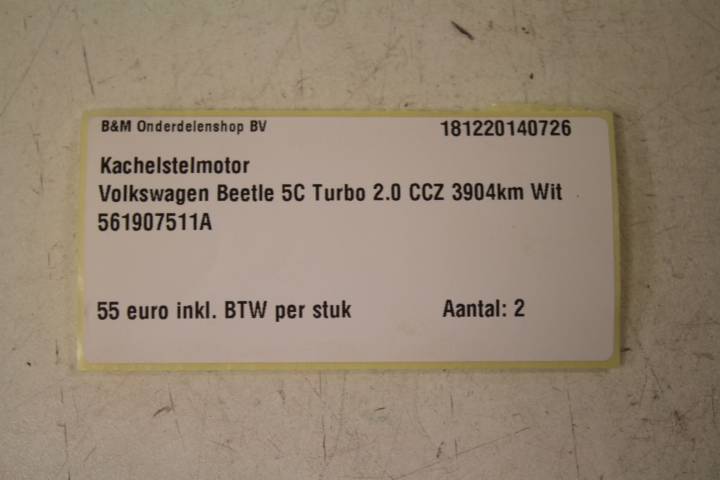 B&M Onderdelenshop BV 181220140726
Kachelstelmotor
Volkswagen Beetle 5C Turbo 2.0 CCZ 3904km Wit
561907511A
55 euro inkl. BTW per stuk Aantal: 2